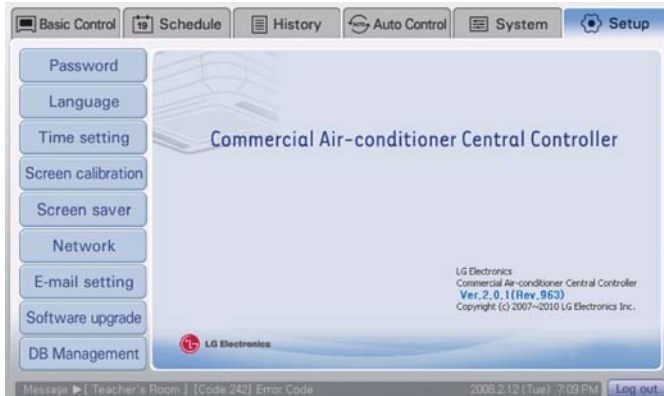 Basic Control 19 Schedule History AUTO Auto Control System Setup
Password
Language
Time setting
Screen calibration
Screen saver
Network
E-mail setting
Software upgrade
DB Management
Commercial Air-conditioner Central Controller
LG Electronics
Commercial Air-conditioner Central Controller
Ver.2.0.1(Rev.963)
Copyright (c) 2007~2010 LG Electronics Inc.
LG Electronics
Message ▶[ Teacher's Room ] [Code 242] Error Code 2008.2.12 (Tue) 7:09 PM Log out